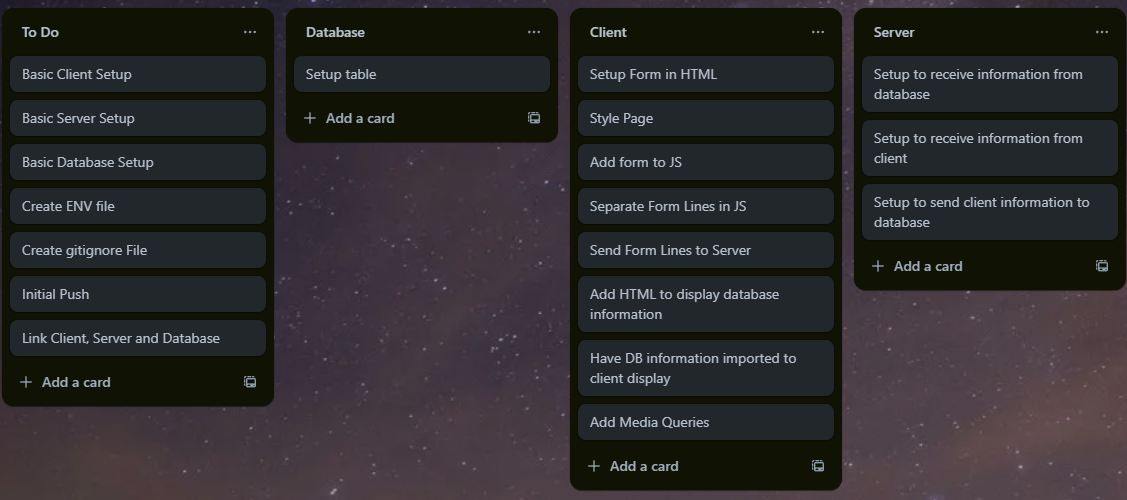 To Do
Basic Client Setup
Basic Server Setup
Basic Database Setup
Create ENV file
Create gitignore File
Initial Push
Link Client, Server and Database
Add a card
Database
Setup table
Add a card
Client
Setup Form in HTML
Style Page
Add form to JS
Separate Form Lines in JS
Send Form Lines to Server
Add HTML to display database
information
Have DB information imported to
client display
Add Media Queries
Add a card
Server
Setup to receive information from
database
Setup to receive information from
client
Setup to send client information to
database
Add a card